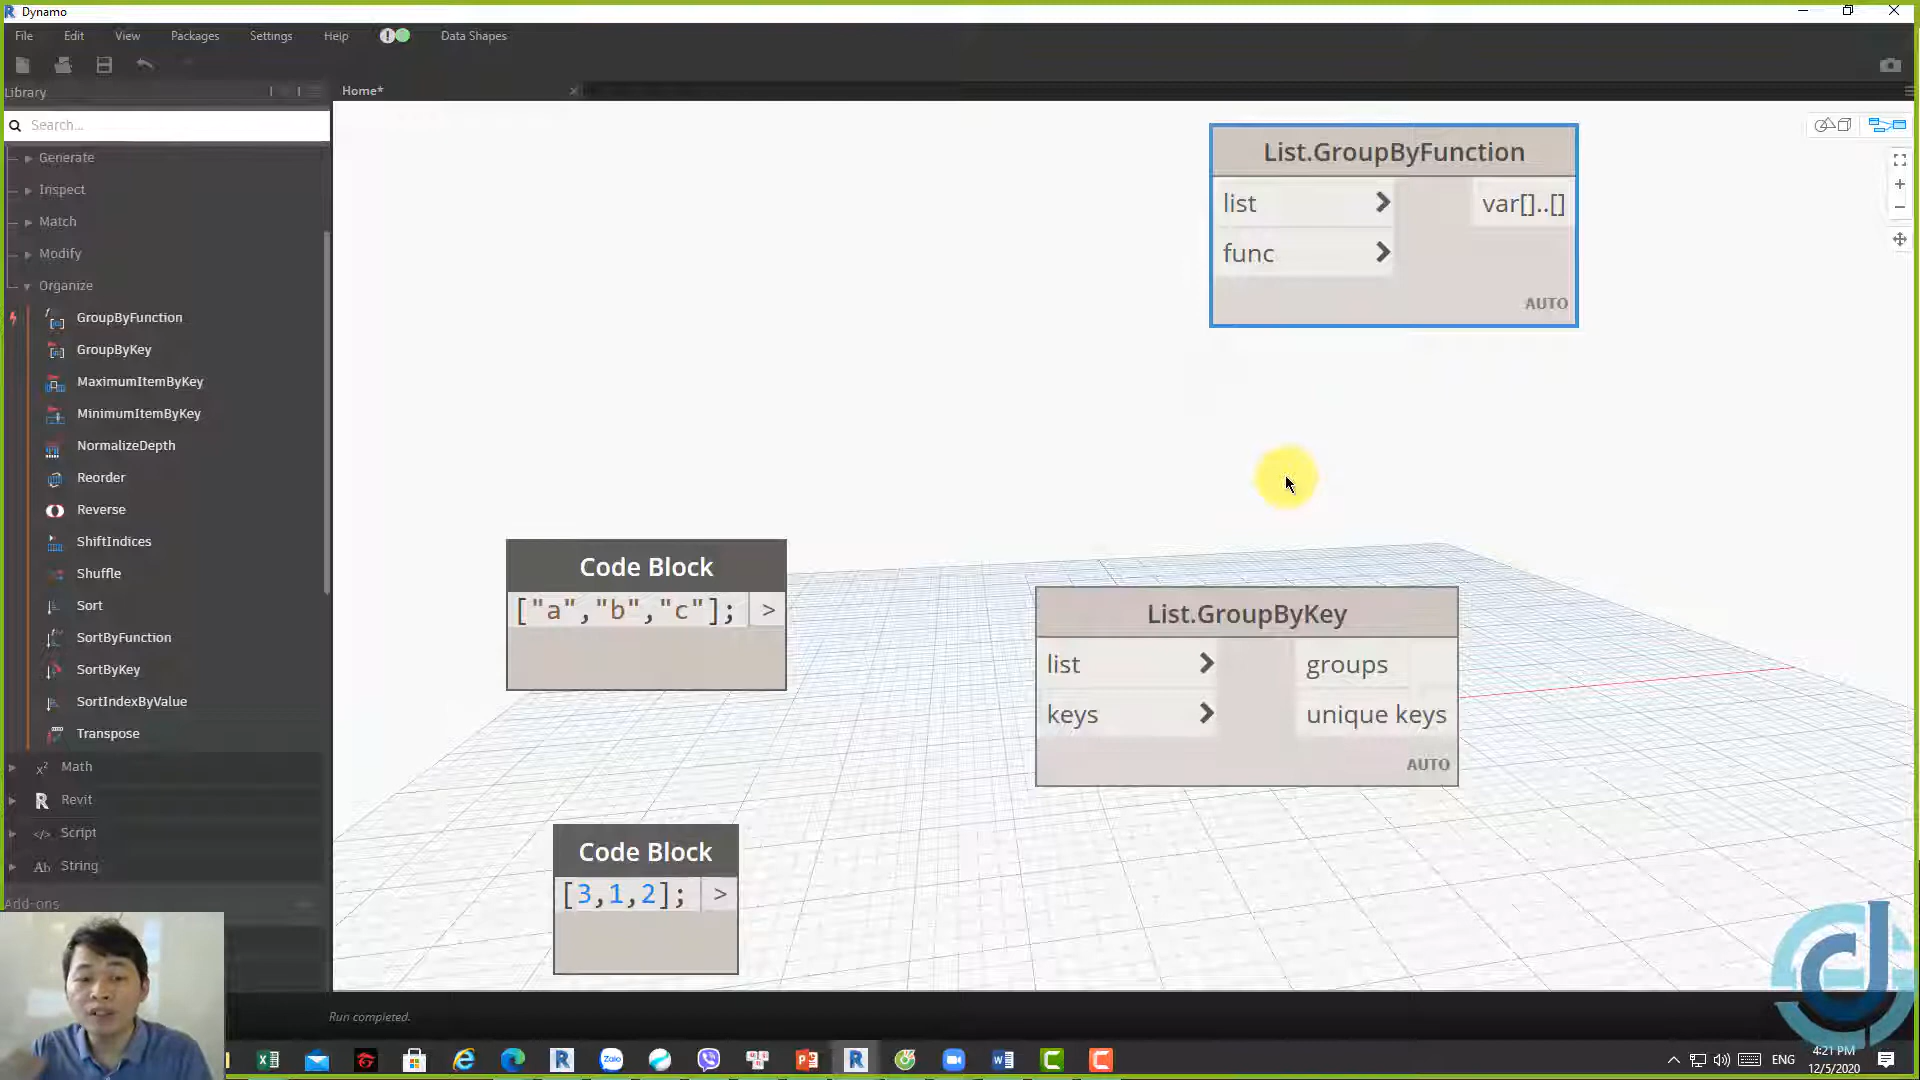 Dynamo
File Edit View Packages Settings Help Data Shapes
Library
Home*
Search...
Generate
Inspect
Match
Modify
Organize
GroupByFunction
GroupByKey
MaximumItemByKey
MinimumItemByKey
NormalizeDepth
Reorder
Reverse
ShiftIndices
Shuffle
Sort
SortByFunction
SortByKey
SortIndexByValue
Transpose
Math
Revit
Script
String
Add-ons
List.GroupByFunction
list > var[]..[]
func >
AUTO
Code Block
["a","b","c"]; >
List.GroupByKey
list > groups
keys > unique keys
AUTO
Code Block
[3,1,2]; >
Run completed.
Zalo
ENG
4:21 PM
12/5/2020